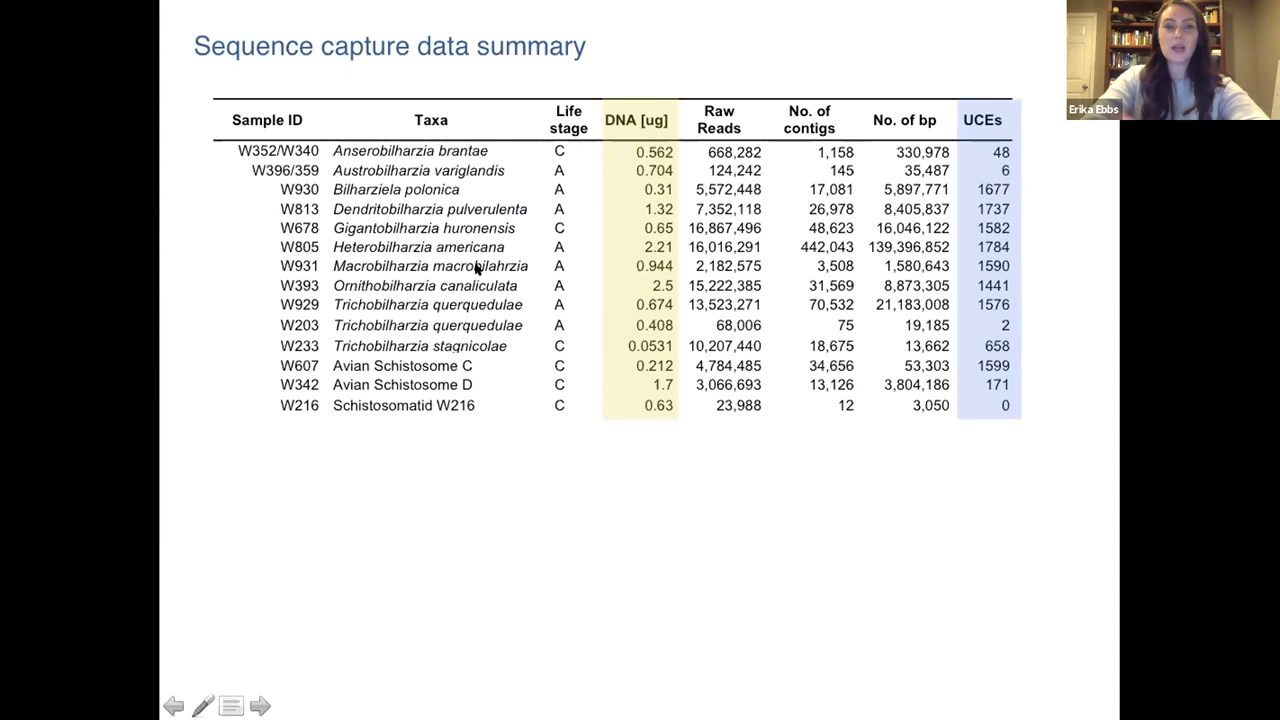 Sequence capture data summary
Erika Ebbs
Sample ID Taxa Life stage DNA [ug] Raw Reads No. of contigs No. of bp UCEs
W352/W340 Anserobilharzia brantae C 0.562 668,282 1,158 330,978 48
W396/359 Austrobilharzia variglandis A 0.704 124,242 145 35,487 6
W930 Bilharziela polonica A 0.31 5,572,448 17,081 5,897,771 1677
W813 Dendritobilharzia pulverulenta A 1.32 7,352,118 26,978 8,405,837 1737
W678 Gigantobilharzia huronensis C 0.65 16,867,496 48,623 16,046,122 1582
W805 Heterobilharzia americana A 2.21 16,016,291 442,043 139,396,852 1784
W931 Macrobilharzia macrobilahrzia A 0.944 2,182,575 3,508 1,580,643 1590
W393 Ornithobilharzia canaliculata A 2.5 15,222,385 31,569 8,873,305 1441
W929 Trichobilharzia querquedulae A 0.674 13,523,271 70,532 21,183,008 1576
W203 Trichobilharzia querquedulae A 0.408 68,006 75 19,185 2
W233 Trichobilharzia stagnicolae C 0.0531 10,207,440 18,675 13,662 658
W607 Avian Schistosome C C 0.212 4,784,485 34,656 53,303 1599
W342 Avian Schistosome D C 1.7 3,066,693 13,126 3,804,186 171
W216 Schistosomatid W216 C 0.63 23,988 12 3,050 0